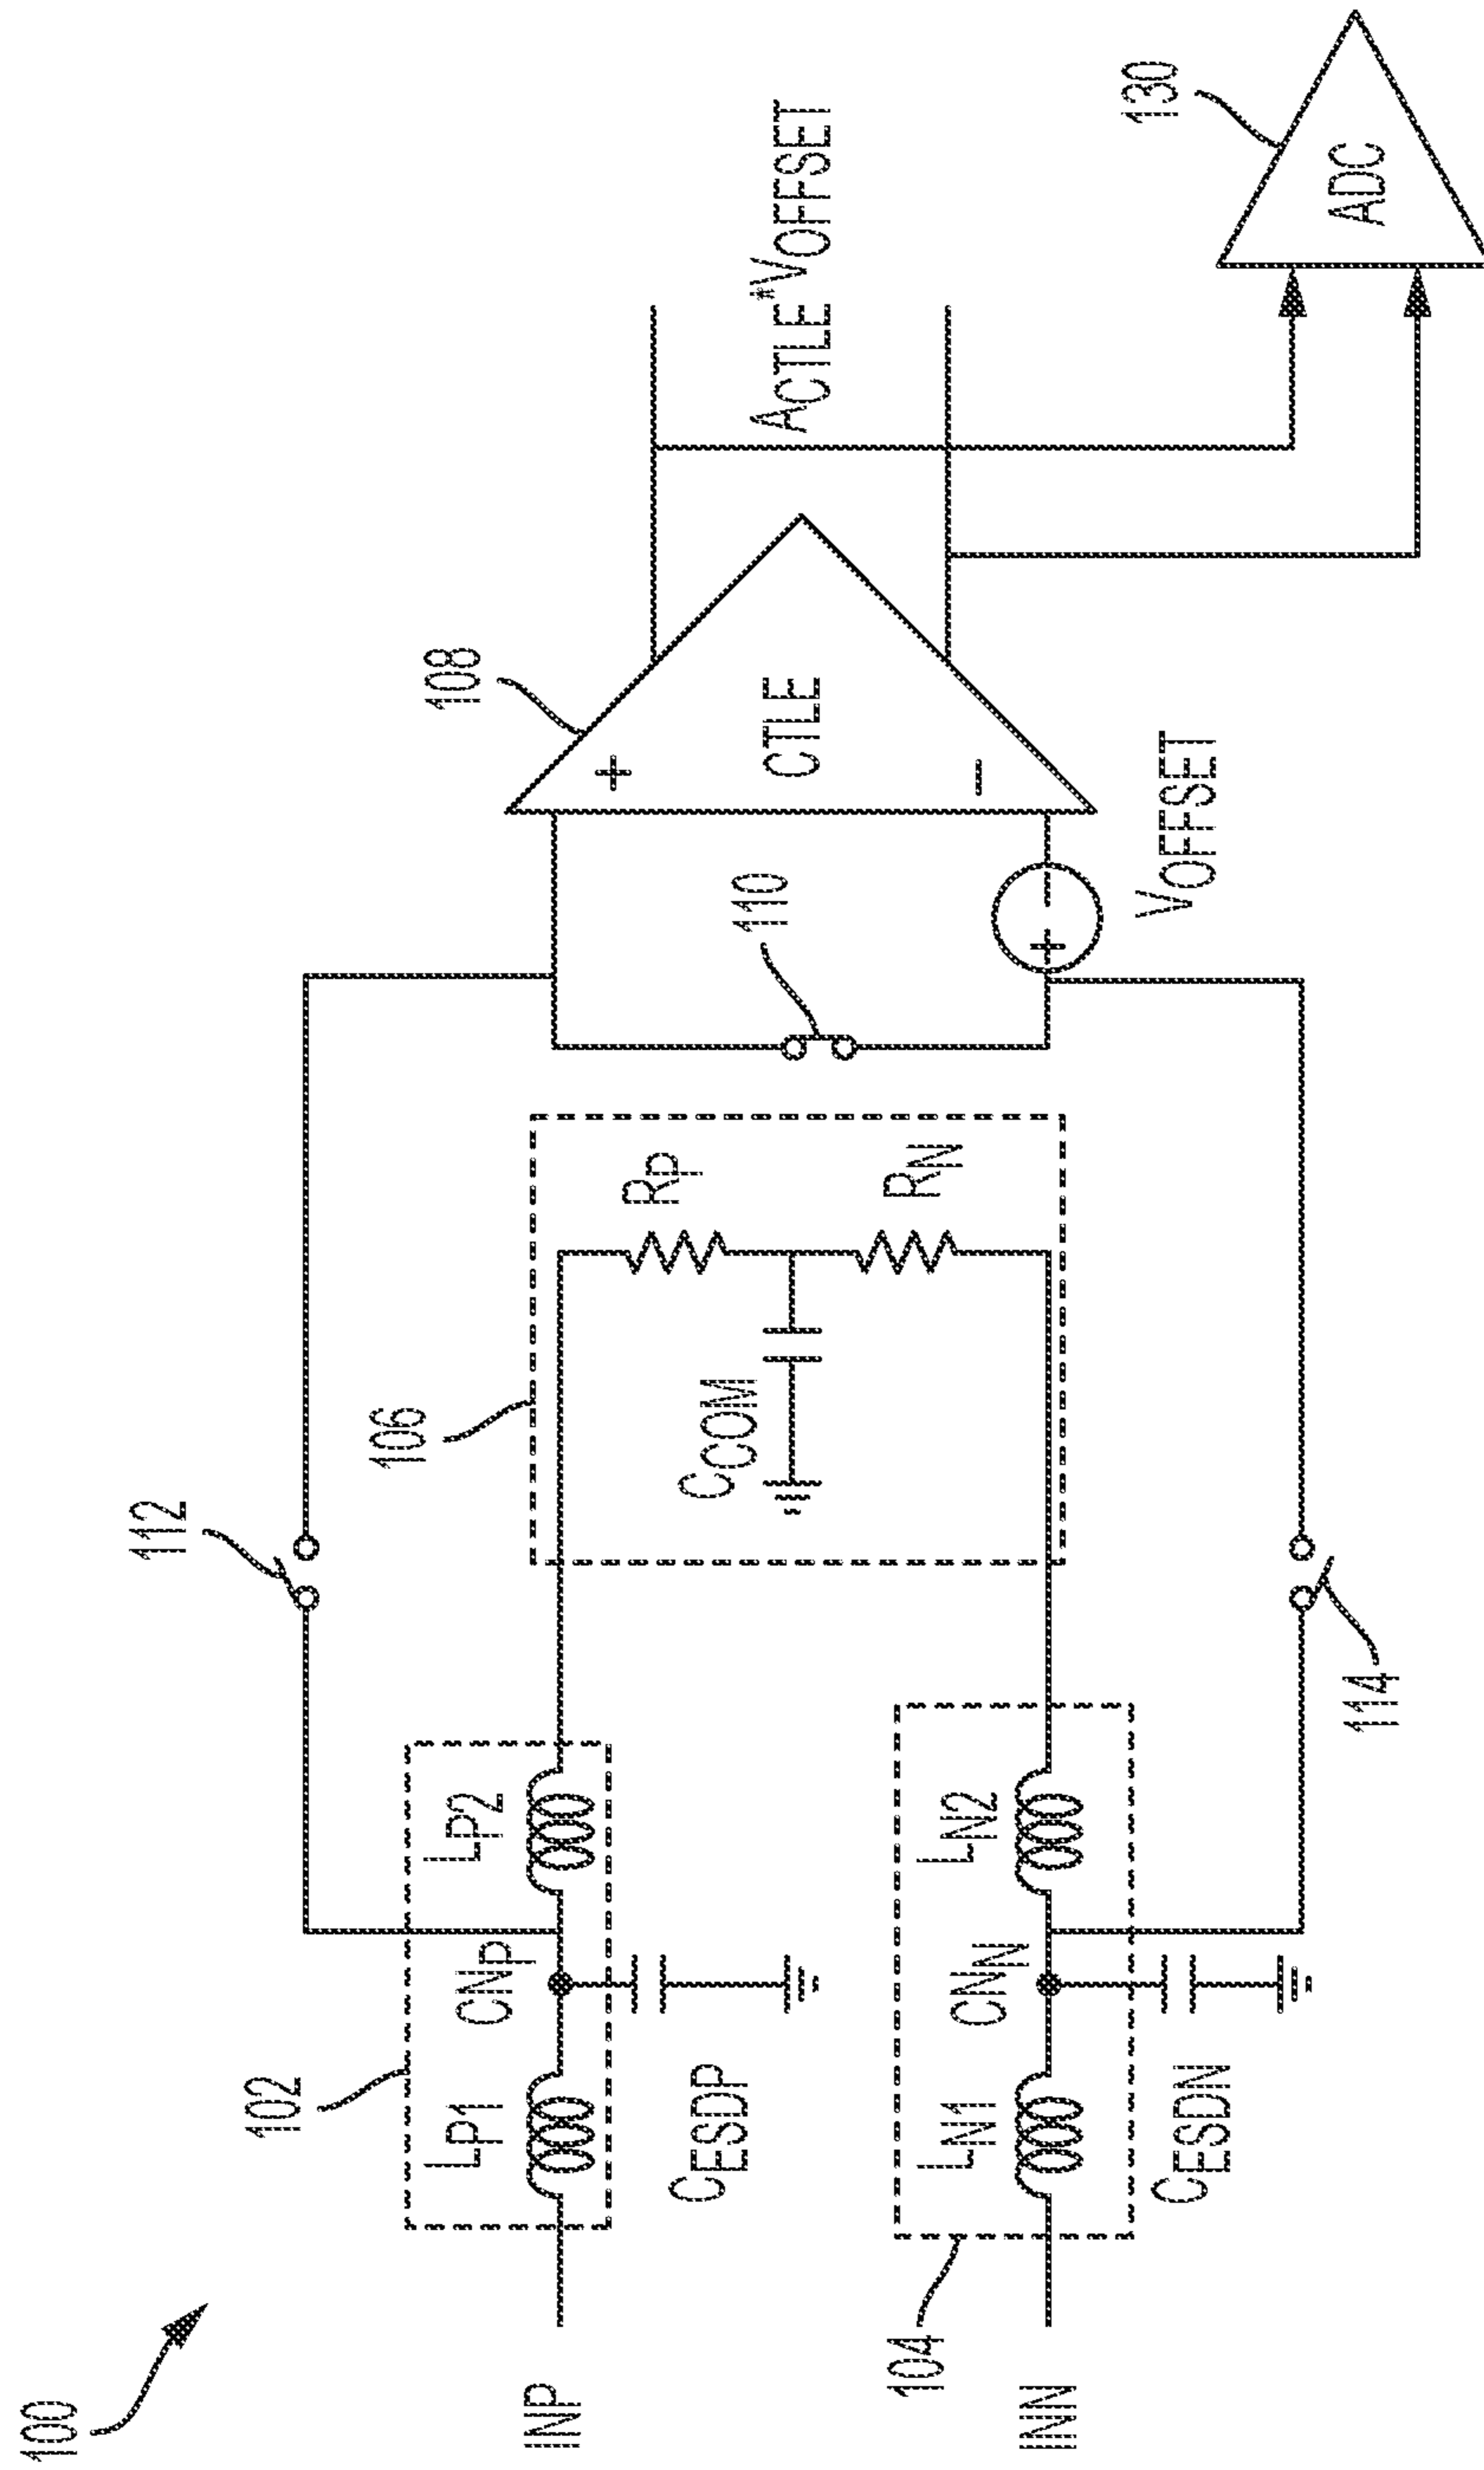 100
INP
INN
102
104
LP1
CNP
LP2
CESDP
LN1
CNN
LN2
CESDN
112
114
106
CCOM
RP
RN
110
VOFFSET
108
+
CTLE
−
+
−
ACTLE*VOFFSET
130
ADC